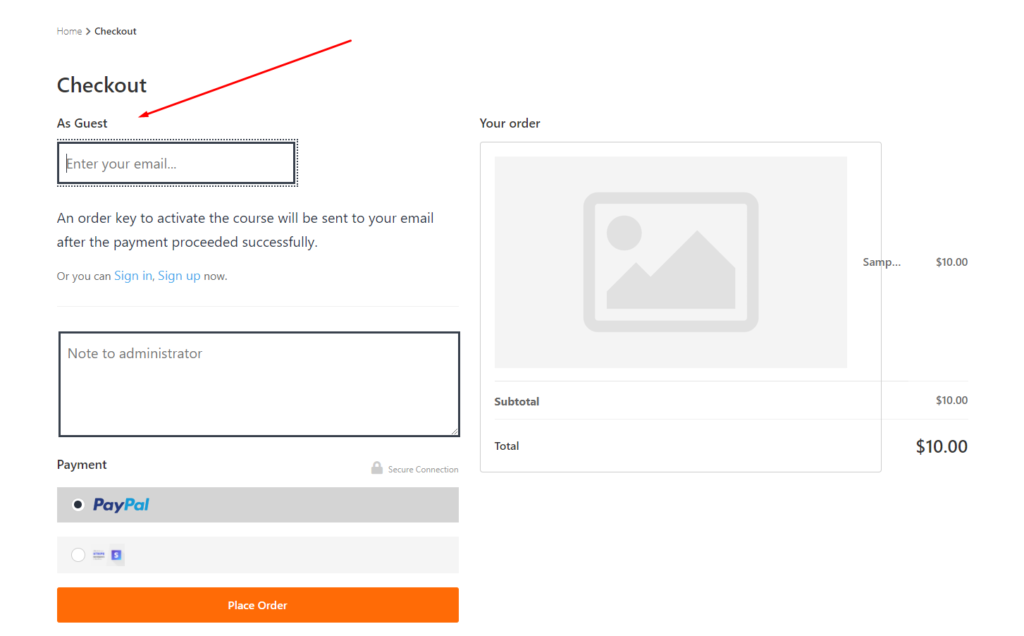 Home > Checkout
Checkout
As Guest
Enter your email...
An order key to activate the course will be sent to your email
after the payment proceeded successfully.
Or you can Sign in, Sign up now.
Note to administrator
Payment
Secure Connection
PayPal
Place Order
Your order
Samp... $10.00
Subtotal $10.00
Total $10.00